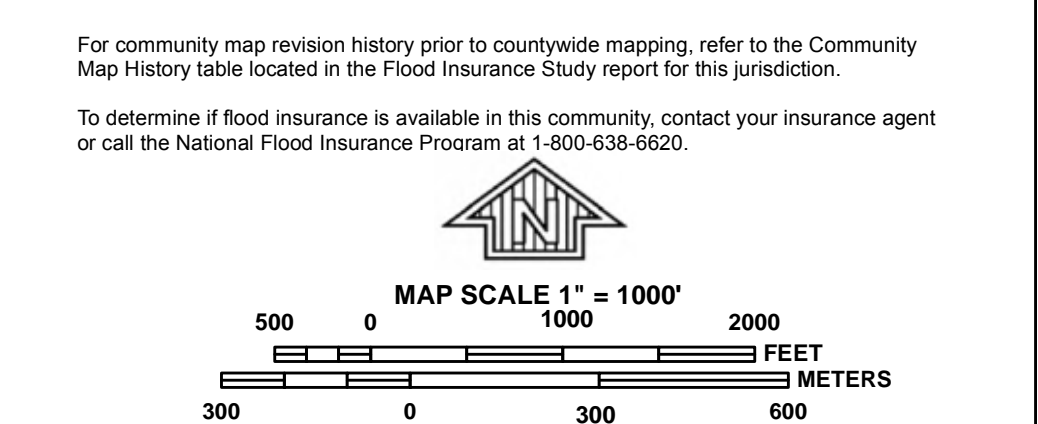 For community map revision history prior to countywide mapping, refer to the Community
Map History table located in the Flood Insurance Study report for this jurisdiction.
To determine if flood insurance is available in this community, contact your insurance agent
or call the National Flood Insurance Program at 1-800-638-6620.
N
MAP SCALE 1" = 1000'
500 0 1000 2000
FEET
METERS
300 0 300 600